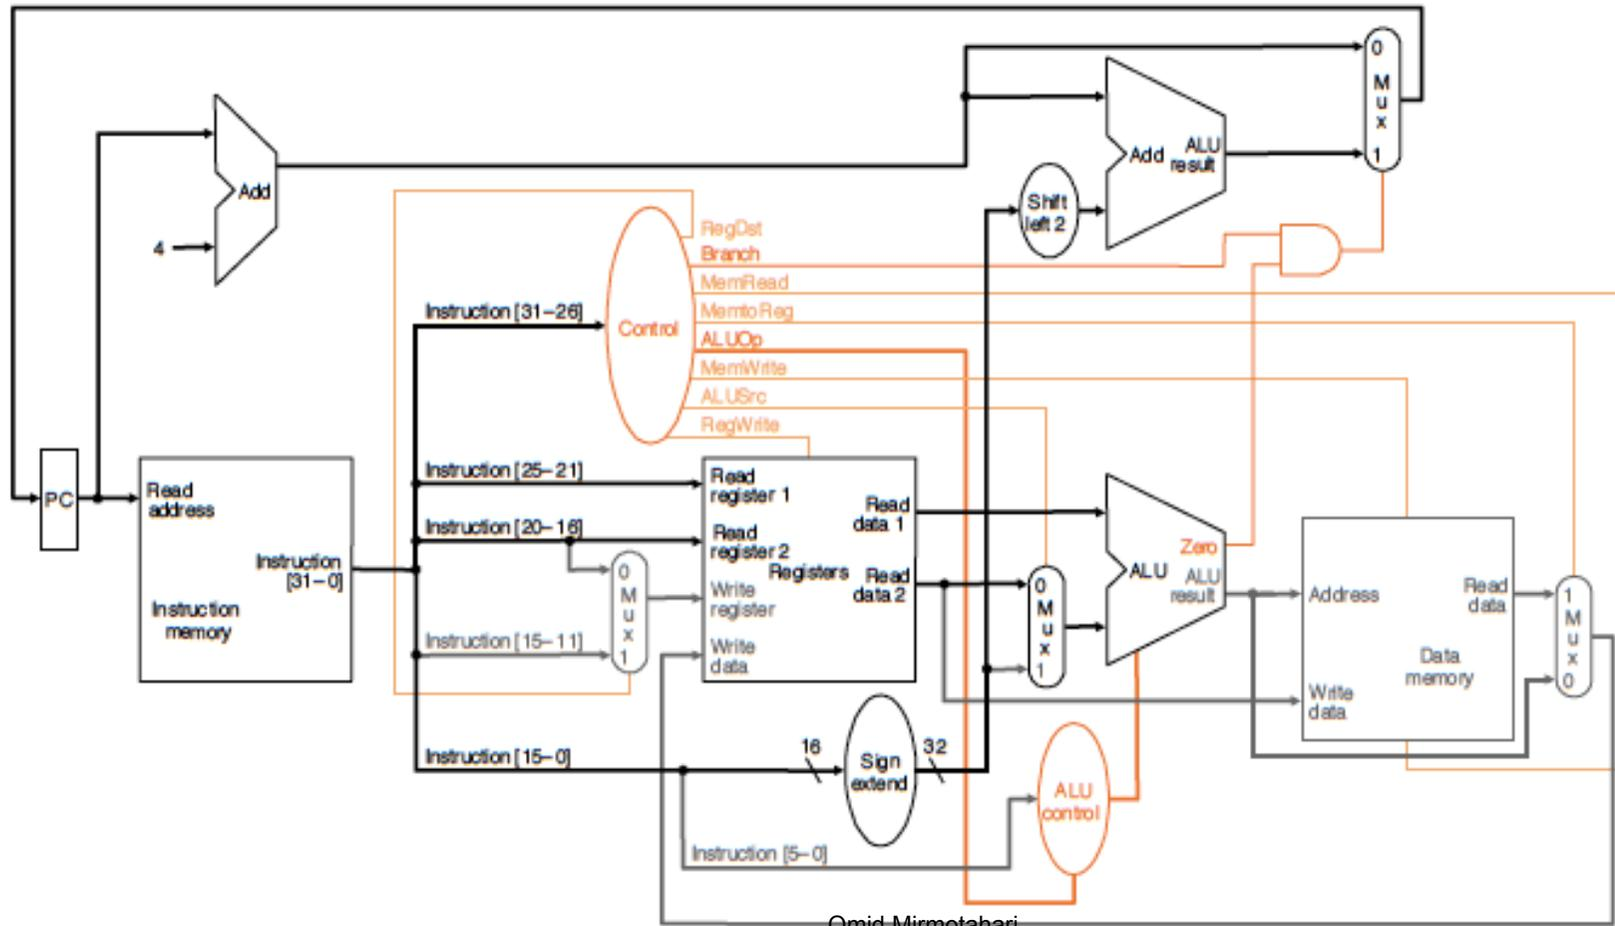 0
M
u
x
1
Add
ALU
result
Add
4
Shift
left 2
RegDst
Branch
MemRead
MemtoReg
ALUOp
MemWrite
ALUSrc
RegWrite
Control
Instruction [31–26]
PC
Read
address
Instruction
[31–0]
Instruction
memory
Instruction [25–21]
Instruction [20–16]
Instruction [15–11]
0
M
u
x
1
Read
register 1
Read
register 2
Write
register
Write
data
Registers
Read
data 1
Read
data 2
0
M
u
x
1
Zero
ALU
ALU
result
Address
Write
data
Read
data
Data
memory
1
M
u
x
0
Instruction [15–0]
16
Sign
extend
32
ALU
control
Instruction [5–0]
Omid Mirmotahari